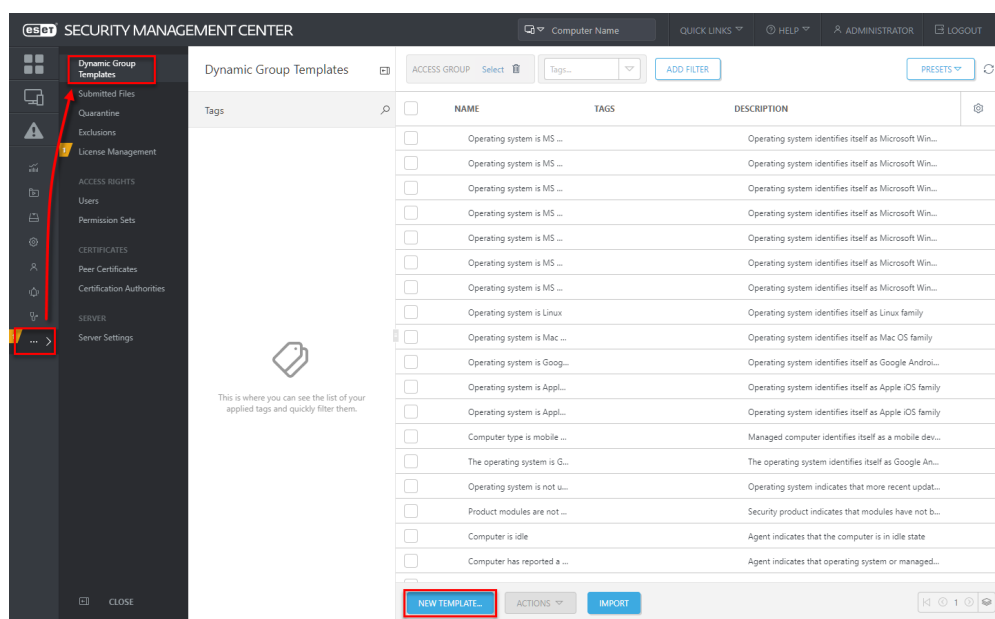 eseT SECURITY MANAGEMENT CENTER
Computer Name
QUICK LINKS
HELP
ADMINISTRATOR
LOGOUT
Dynamic Group
Templates
Submitted Files
Quarantine
Exclusions
License Management
ACCESS RIGHTS
Users
Permission Sets
CERTIFICATES
Peer Certificates
Certification Authorities
SERVER
Server Settings
CLOSE
Dynamic Group Templates
Tags
This is where you can see the list of your
applied tags and quickly filter them.
ACCESS GROUP Select
Tags...
ADD FILTER
PRESETS
NAME TAGS DESCRIPTION
Operating system is MS ... Operating system identifies itself as Microsoft Win...
Operating system is MS ... Operating system identifies itself as Microsoft Win...
Operating system is MS ... Operating system identifies itself as Microsoft Win...
Operating system is MS ... Operating system identifies itself as Microsoft Win...
Operating system is MS ... Operating system identifies itself as Microsoft Win...
Operating system is MS ... Operating system identifies itself as Microsoft Win...
Operating system is MS ... Operating system identifies itself as Microsoft Win...
Operating system is Linux Operating system identifies itself as Linux family
Operating system is Mac ... Operating system identifies itself as Mac OS family
Operating system is Goog... Operating system identifies itself as Google Androi...
Operating system is Appl... Operating system identifies itself as Apple iOS family
Operating system is Appl... Operating system identifies itself as Apple iOS family
Computer type is mobile ... Managed computer identifies itself as a mobile dev...
The operating system is G... The operating system identifies itself as Google An...
Operating system is not u... Operating system indicates that more recent updat...
Product modules are not ... Security product indicates that modules have not b...
Computer is idle Agent indicates that the computer is in idle state
Computer has reported a ... Agent indicates that operating system or managed...
NEW TEMPLATE...
ACTIONS
IMPORT
1